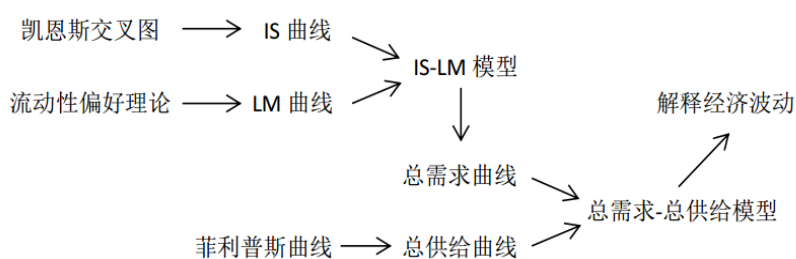 凯恩斯交叉图
IS 曲线
IS-LM 模型
流动性偏好理论
LM 曲线
解释经济波动
总需求曲线
总需求-总供给模型
菲利普斯曲线
总供给曲线